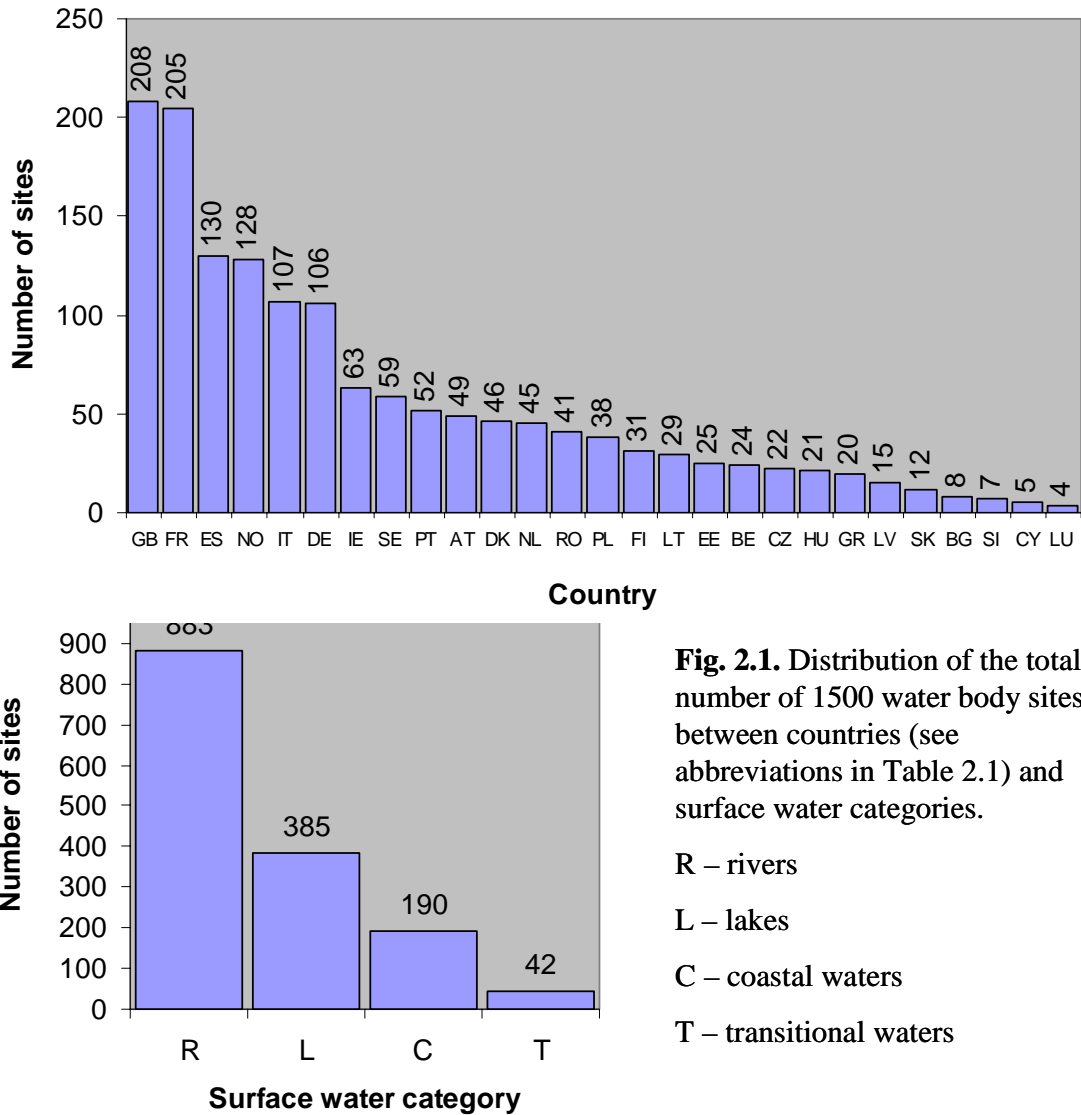 250
200
150
100
50
0
Number of sites
208 205 130 128 107 106 63 59 52 49 46 45 41 38 31 29 25 24 22 21 20 15 12 8 7 5 4
GB FR ES NO IT DE IE SE PT AT DK NL RO PL FI LT EE BE CZ HU GR LV SK BG SI CY LU
Country
900
800
700
600
500
400
300
200
100
0
Number of sites
883
385
190
42
R L C T
Surface water category
Fig. 2.1. Distribution of the total
number of 1500 water body sites
between countries (see
abbreviations in Table 2.1) and
surface water categories.
R – rivers
L – lakes
C – coastal waters
T – transitional waters